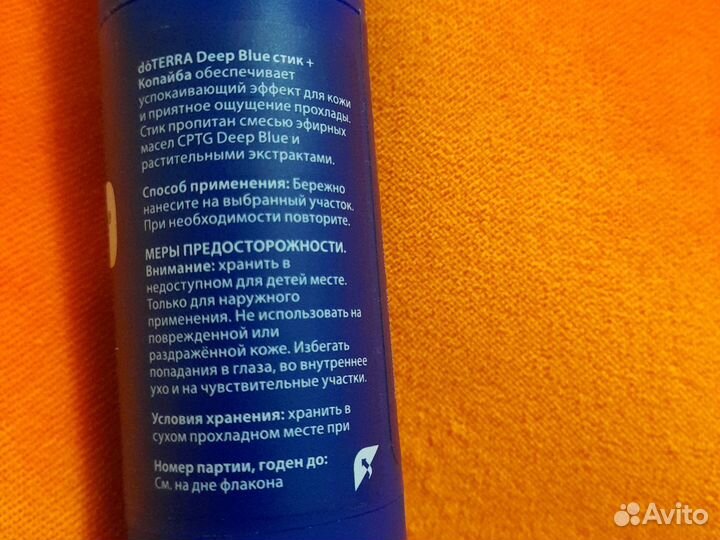 dōTERRA Deep Blue стик +
Копайба обеспечивает
успокаивающий эффект для кожи
и приятное ощущение прохлады.
Стик пропитан смесью эфирных
масел CPTG Deep Blue и
растительными экстрактами.
Способ применения: Бережно
нанесите на выбранный участок.
При необходимости повторите.
МЕРЫ ПРЕДОСТОРОЖНОСТИ.
Внимание: хранить в
недоступном для детей месте.
Только для наружного
применения. Не использовать на
поврежденной или
раздражённой коже. Избегать
попадания в глаза, во внутреннее
ухо и на чувствительные участки.
Условия хранения: хранить в
сухом прохладном месте при
Номер партии, годен до:
См. на дне флакона
Avito